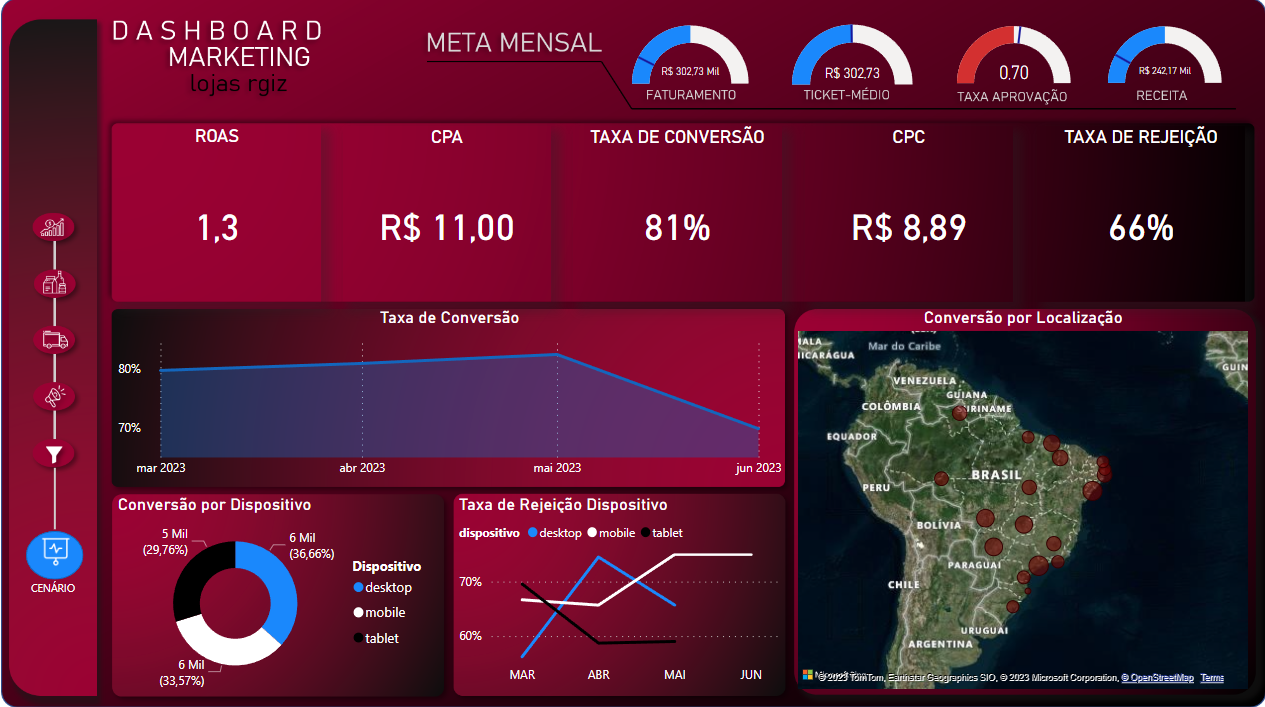 DASHBOARD
MARKETING
lojas rgiz
META MENSAL
R$ 302,73 Mil
FATURAMENTO
R$ 302,73
TICKET-MÉDIO
0,70
TAXA APROVAÇÃO
R$ 242,17 Mil
RECEITA
ROAS
1,3
CPA
R$ 11,00
TAXA DE CONVERSÃO
81%
CPC
R$ 8,89
TAXA DE REJEIÇÃO
66%
CENÁRIO
Taxa de Conversão
80%
70%
mar 2023 abr 2023 mai 2023 jun 2023
Conversão por Dispositivo
5 Mil
(29,76%)
6 Mil
(36,66%)
6 Mil
(33,57%)
Dispositivo
desktop
mobile
tablet
Taxa de Rejeição Dispositivo
dispositivo desktop mobile tablet
70%
60%
MAR ABR MAI JUN
Conversão por Localização
Mar do Caribe
NICARÁGUA
VENEZUELA
GUIANA
COLÔMBIA
EQUADOR
BRASIL
PERU
BOLÍVIA
PARAGUAI
CHILE
URUGUAI
ARGENTINA
© 2023 TomTom, Earthstar Geographics SIO, © 2023 Microsoft Corporation, © OpenStreetMap Terms